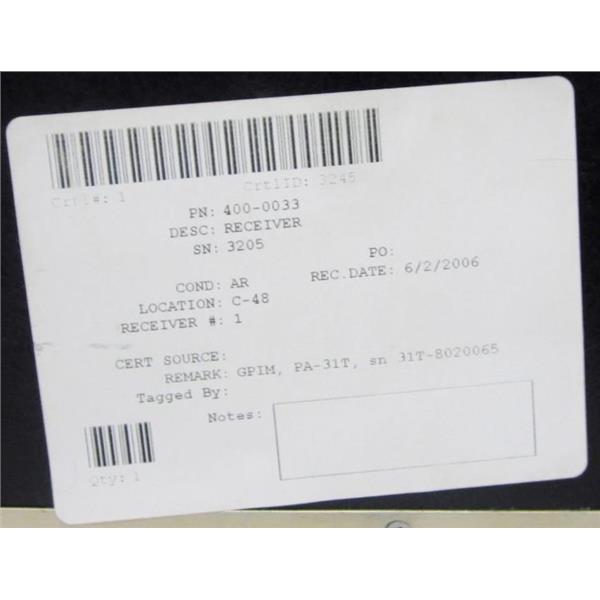 Crtl#: 1 CrtlID: 3245
PN: 400-0033
DESC: RECEIVER
SN: 3205
PO:
COND: AR REC.DATE: 6/2/2006
LOCATION: C-48
RECEIVER #: 1
CERT SOURCE:
REMARK: GPIM, PA-31T, sn 31T-8020065
Tagged By:
Notes:
Qty: 1